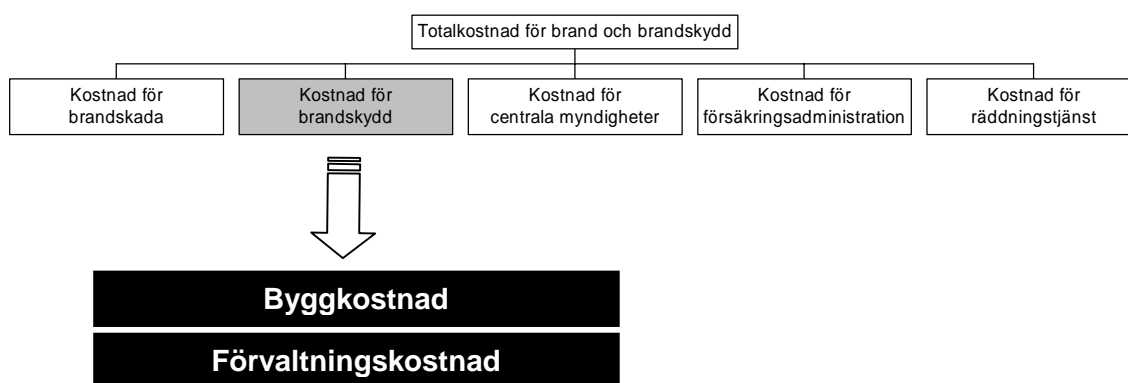 Totalkostnad för brand och brandskydd
Kostnad för
brandskada
Kostnad för
brandskydd
Kostnad för
centrala myndigheter
Kostnad för
försäkringsadministration
Kostnad för
räddningstjänst
Byggkostnad
Förvaltningskostnad